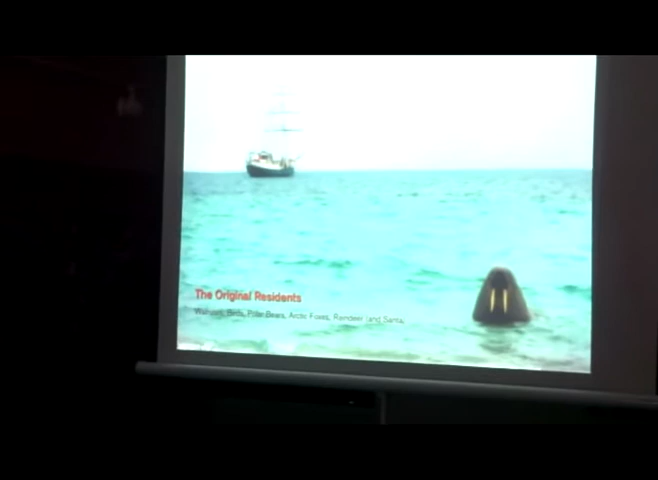 The Original Residents
Walruses, Birds, Polar Bears, Arctic Foxes, Reindeer (and Santa)